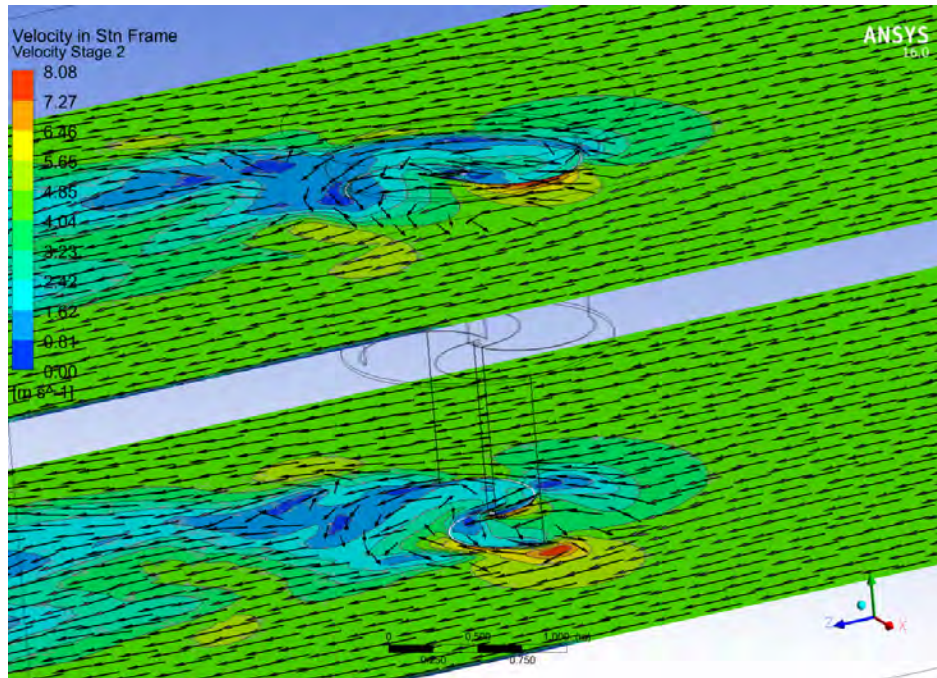 Velocity in Stn Frame
Velocity Stage 2
ANSYS
16.0
8.08
7.27
6.46
5.65
4.85
4.04
3.23
2.42
1.62
0.81
0.00
[m s^-1]
0 0.500 1.000 (m)
0.250 0.750
Z X